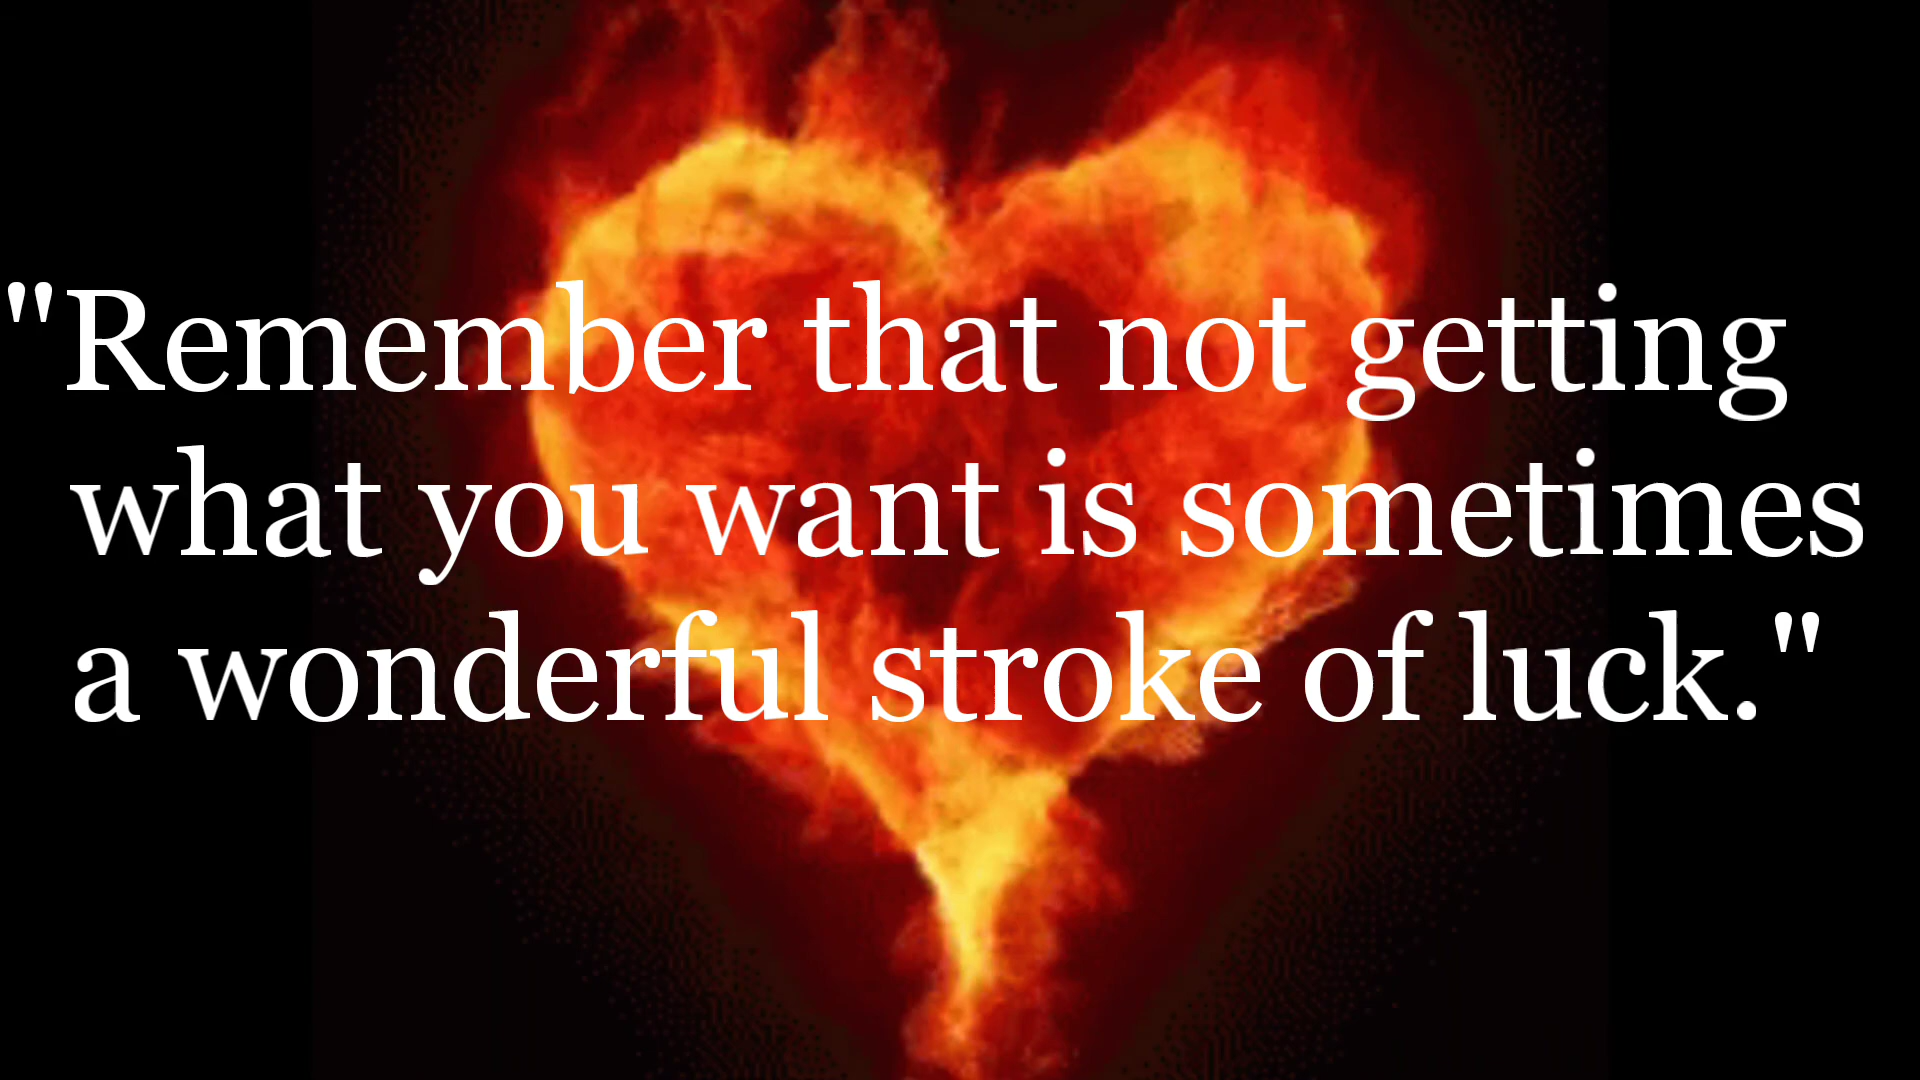 "Remember that not getting
what you want is sometimes
a wonderful stroke of luck."